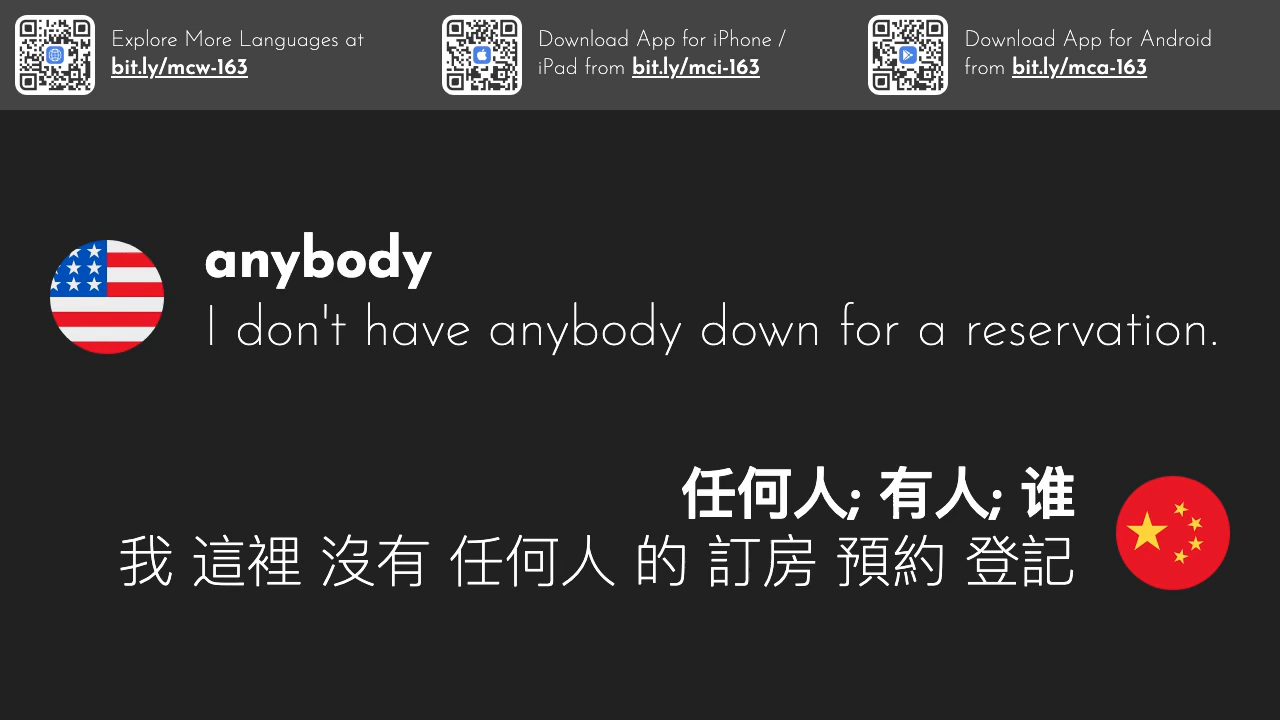 Explore More Languages at
bit.ly/mcw-163
Download App for iPhone /
iPad from bit.ly/mci-163
Download App for Android
from bit.ly/mca-163
anybody
I don't have anybody down for a reservation.
任何人; 有人; 谁
我 這裡 沒有 任何人 的 訂房 預約 登記